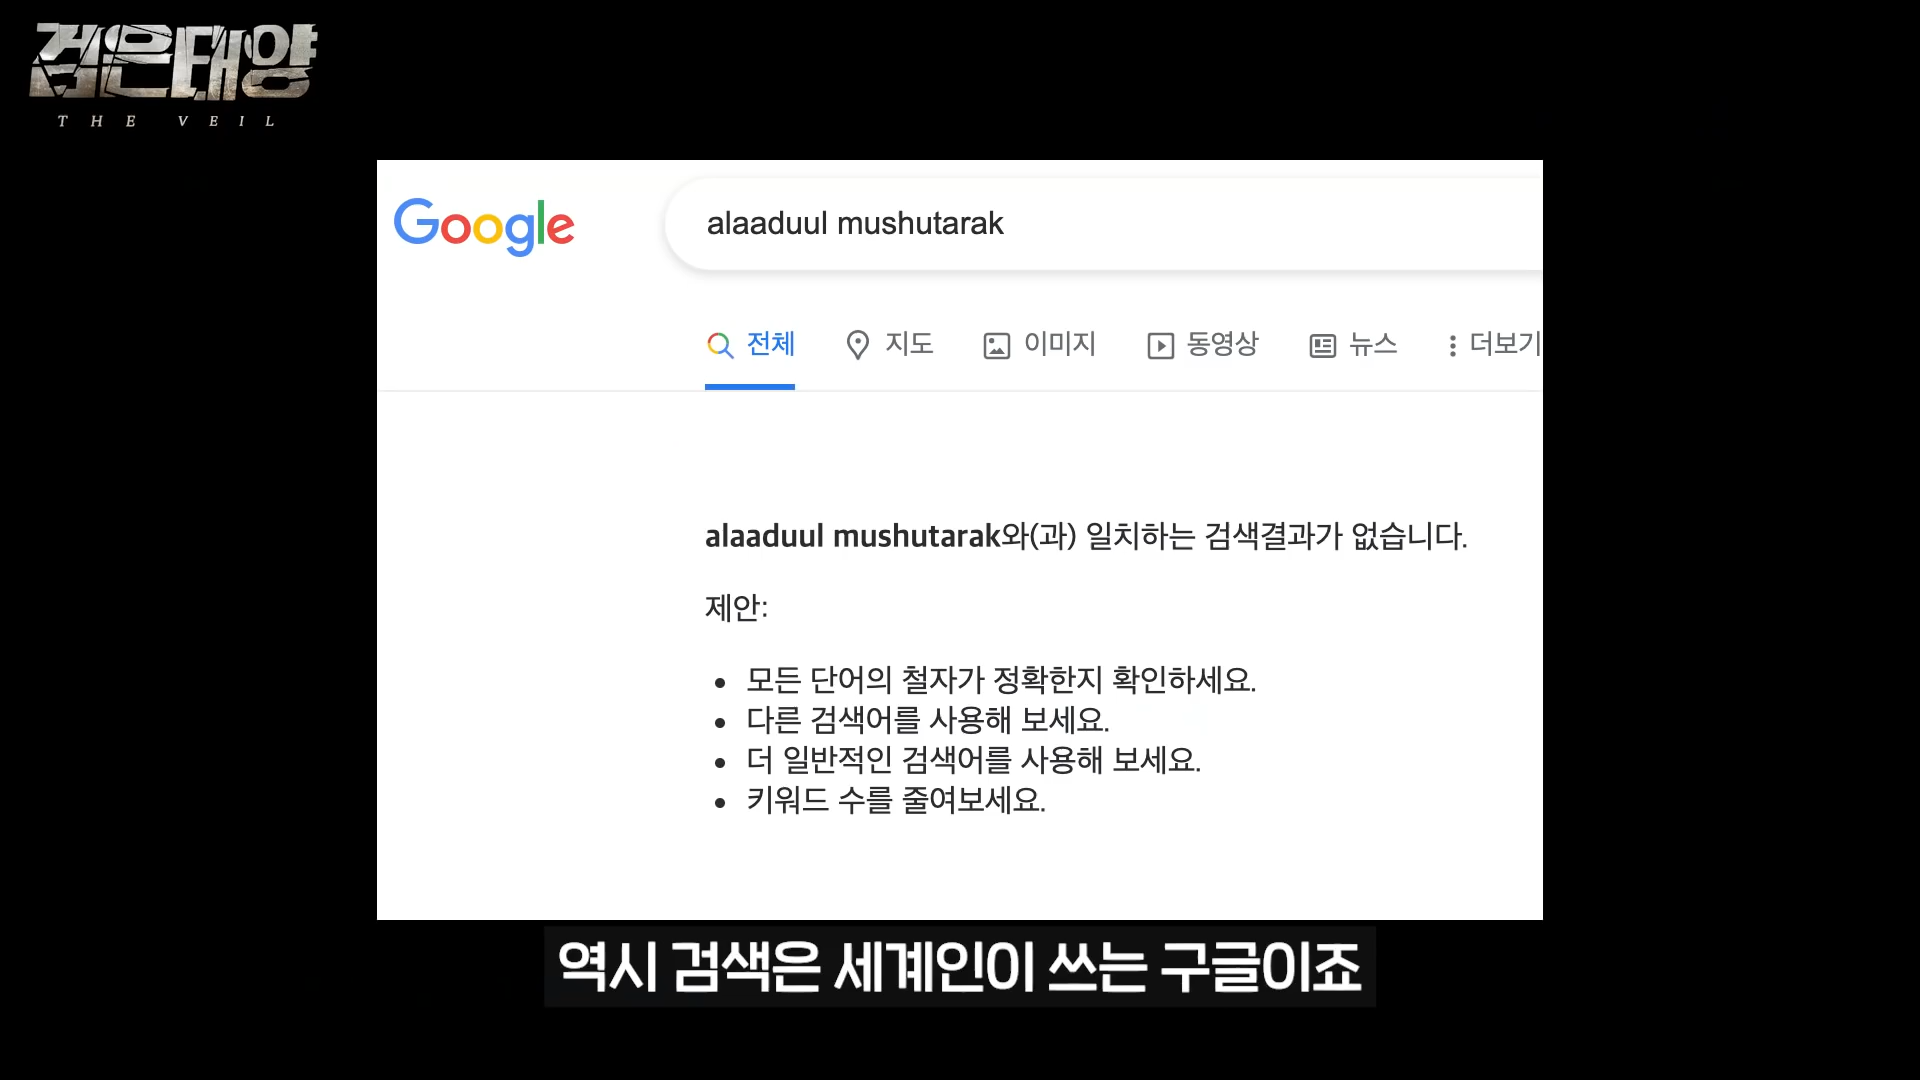 검은태양
THE VEIL
Google
alaaduul mushutarak
전체 지도 이미지 동영상 뉴스 더보기
alaaduul mushutarak와(과) 일치하는 검색결과가 없습니다.
제안:
• 모든 단어의 철자가 정확한지 확인하세요.
• 다른 검색어를 사용해 보세요.
• 더 일반적인 검색어를 사용해 보세요.
• 키워드 수를 줄여보세요.
역시 검색은 세계인이 쓰는 구글이죠